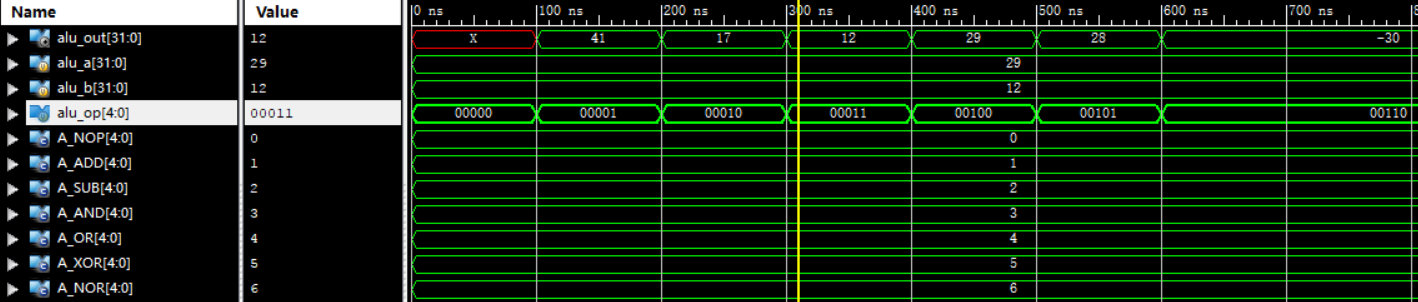 Name Value 0 ns 100 ns 200 ns 300 ns 400 ns 500 ns 600 ns 700 ns
alu_out[31:0] 12 X 41 17 12 29 28 -30
alu_a[31:0] 29 29
alu_b[31:0] 12 12
alu_op[4:0] 00011 00000 00001 00010 00011 00100 00101 00110
A_NOP[4:0] 0 0
A_ADD[4:0] 1 1
A_SUB[4:0] 2 2
A_AND[4:0] 3 3
A_OR[4:0] 4 4
A_XOR[4:0] 5 5
A_NOR[4:0] 6 6